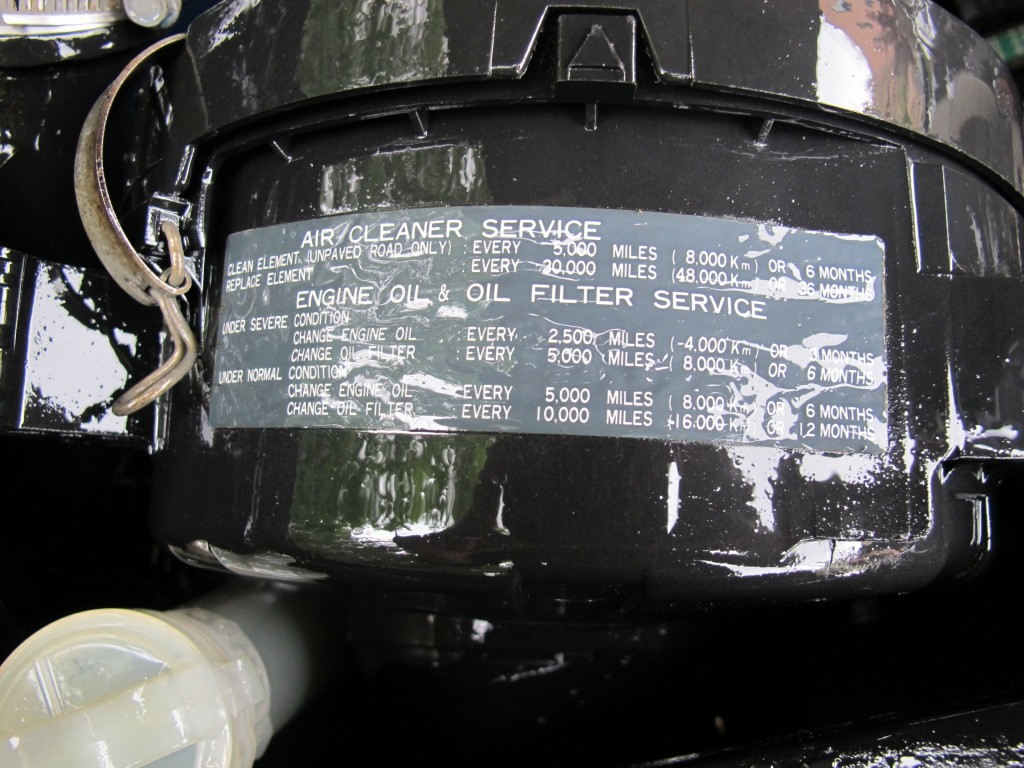 AIR CLEANER SERVICE
CLEAN ELEMENT (UNPAVED ROAD ONLY) : EVERY 5,000 MILES ( 8,000 Km ) OR 6 MONTHS
REPLACE ELEMENT : EVERY 30,000 MILES (48,000 Km) OR 36 MONTHS
ENGINE OIL & OIL FILTER SERVICE
UNDER SEVERE CONDITION
CHANGE ENGINE OIL : EVERY 2,500 MILES ( 4,000 Km ) OR 3 MONTHS
CHANGE OIL FILTER : EVERY 5,000 MILES ( 8,000 Km ) OR 6 MONTHS
UNDER NORMAL CONDITION
CHANGE ENGINE OIL : EVERY 5,000 MILES ( 8,000 Km ) OR 6 MONTHS
CHANGE OIL FILTER : EVERY 10,000 MILES (16,000 Km ) OR 12 MONTHS